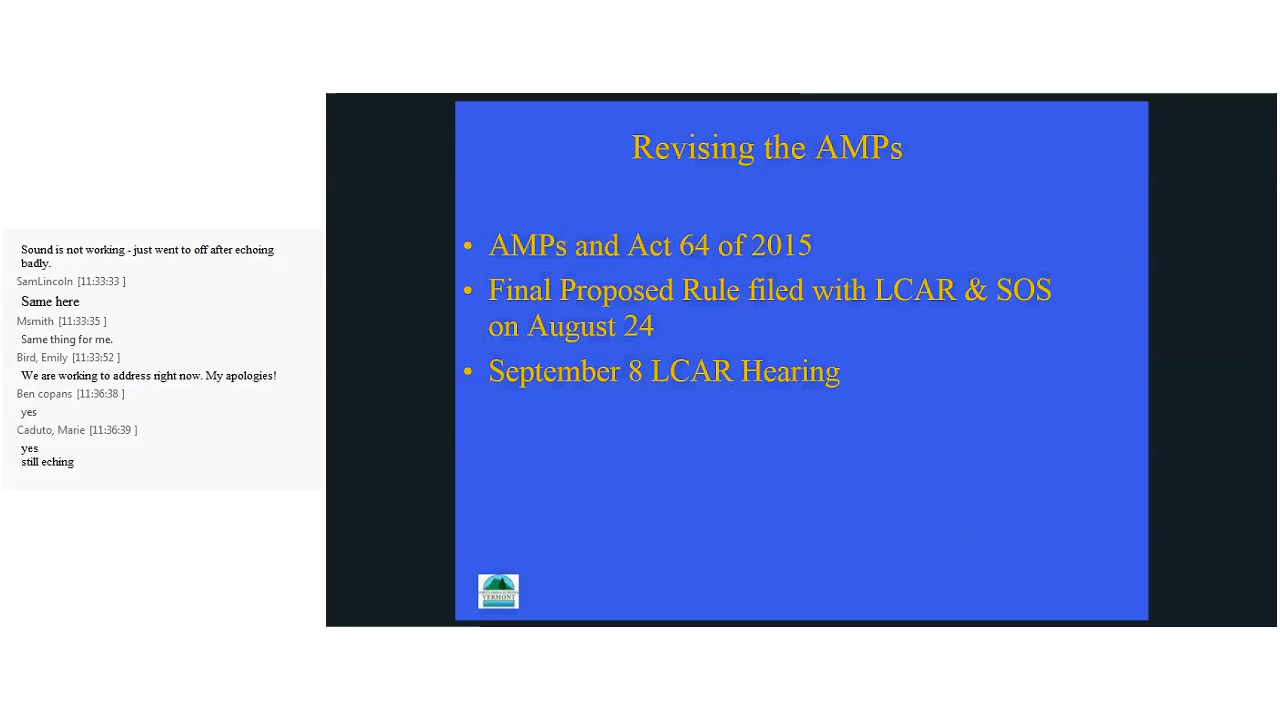 Sound is not working - just went to off after echoing
badly.
SamLincoln [11:33:33 ]
Same here
Msmith [11:33:35 ]
Same thing for me.
Bird, Emily [11:33:52 ]
We are working to address right now. My apologies!
Ben copans [11:36:38 ]
yes
Caduto, Marie [11:36:39 ]
yes
still eching
Revising the AMPs
• AMPs and Act 64 of 2015
• Final Proposed Rule filed with LCAR & SOS
on August 24
• September 8 LCAR Hearing
VERMONT